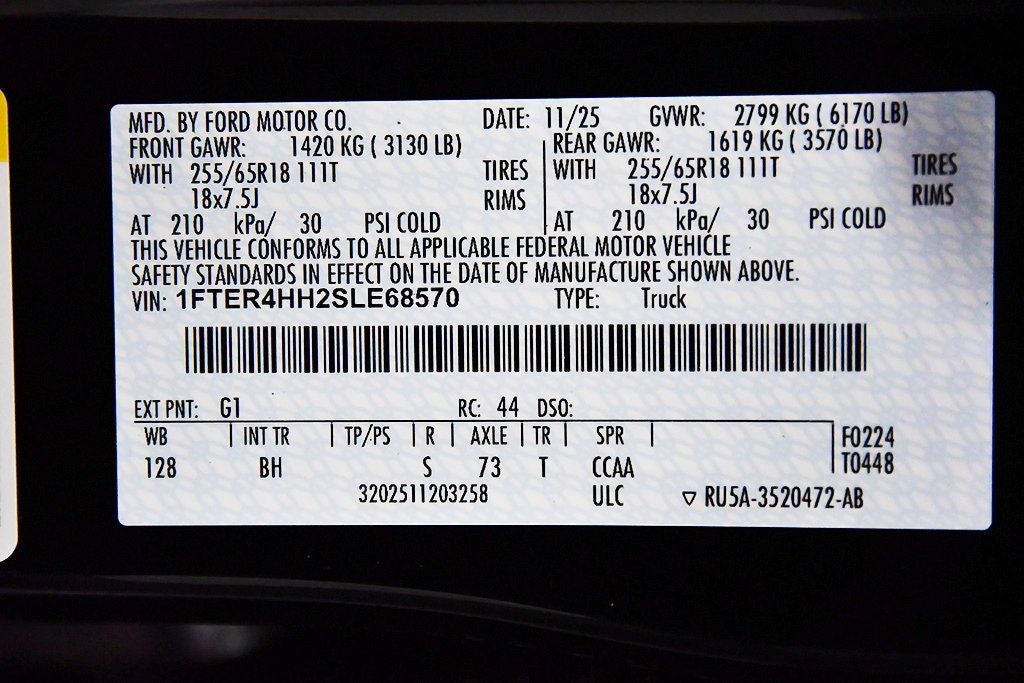 MFD. BY FORD MOTOR CO. DATE: 11/25 GVWR: 2799 KG ( 6170 LB)
FRONT GAWR: 1420 KG ( 3130 LB) REAR GAWR: 1619 KG ( 3570 LB)
WITH 255/65R18 111T TIRES WITH 255/65R18 111T TIRES
18x7.5J RIMS 18x7.5J RIMS
AT 210 kPa/ 30 PSI COLD AT 210 kPa/ 30 PSI COLD
THIS VEHICLE CONFORMS TO ALL APPLICABLE FEDERAL MOTOR VEHICLE
SAFETY STANDARDS IN EFFECT ON THE DATE OF MANUFACTURE SHOWN ABOVE.
VIN: 1FTER4HH2SLE68570 TYPE: Truck
EXT PNT: G1 RC: 44 DSO:
WB | INT TR | TP/PS | R | AXLE | TR | SPR | F0224
128 BH S 73 T CCAA T0448
3202511203258 ULC ▽ RU5A-3520472-AB